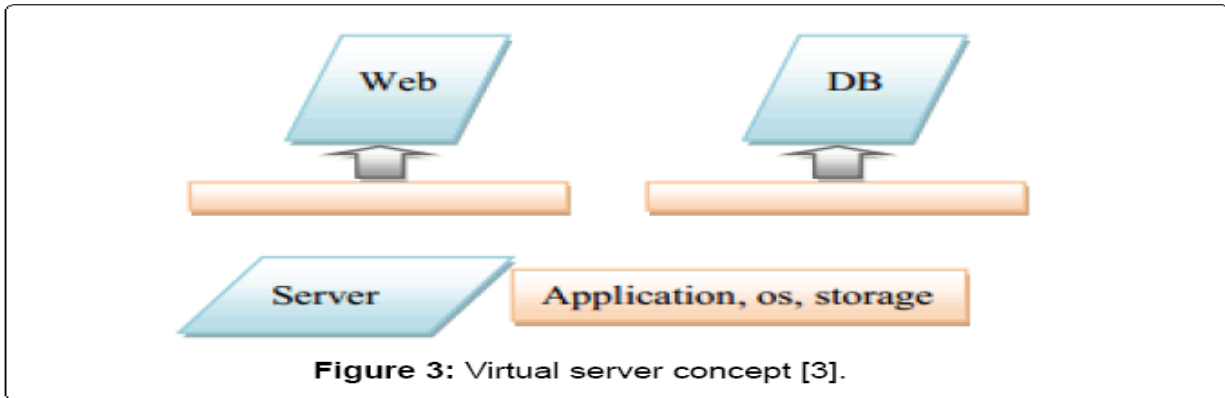 Web
DB
Server
Application, os, storage
Figure 3: Virtual server concept [3].